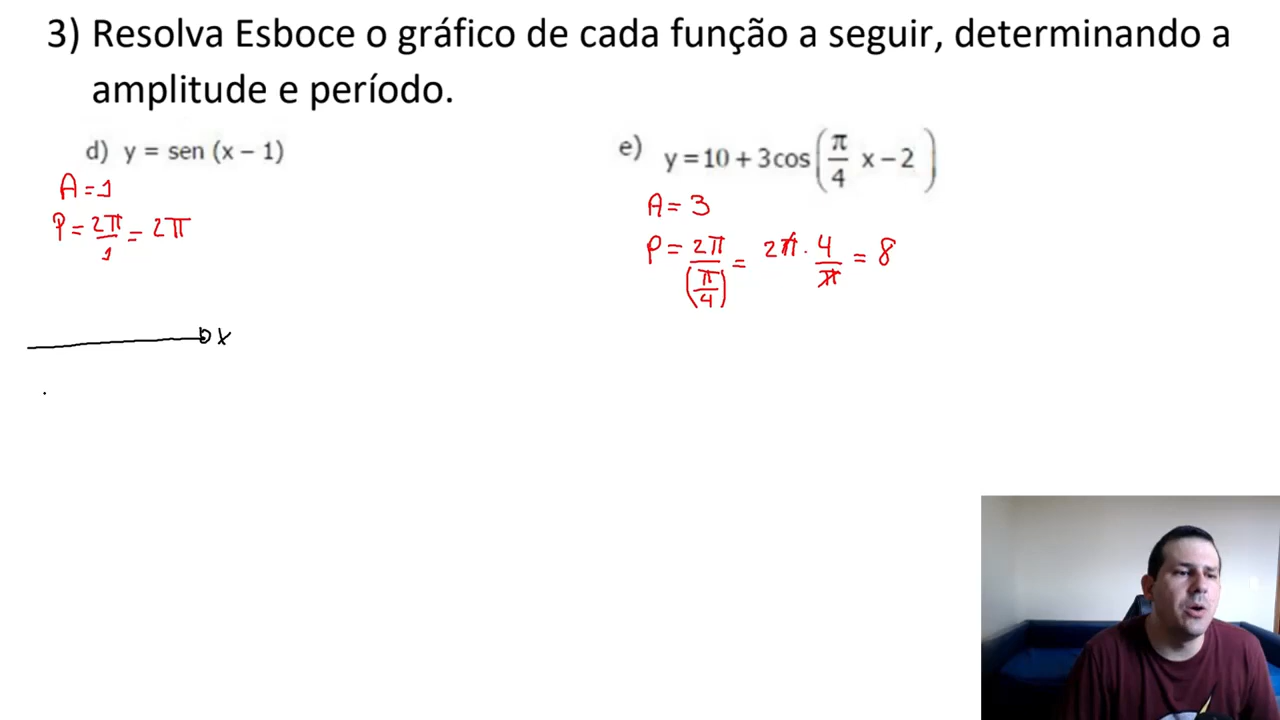 3) Resolva Esboce o gráfico de cada função a seguir, determinando a
amplitude e período.
d) y = sen (x – 1)
A = 1
P = 2π/1 = 2π
x
e) y = 10 + 3cos(π/4 x – 2)
A = 3
P = 2π/(π/4) = 2π · 4/π = 8